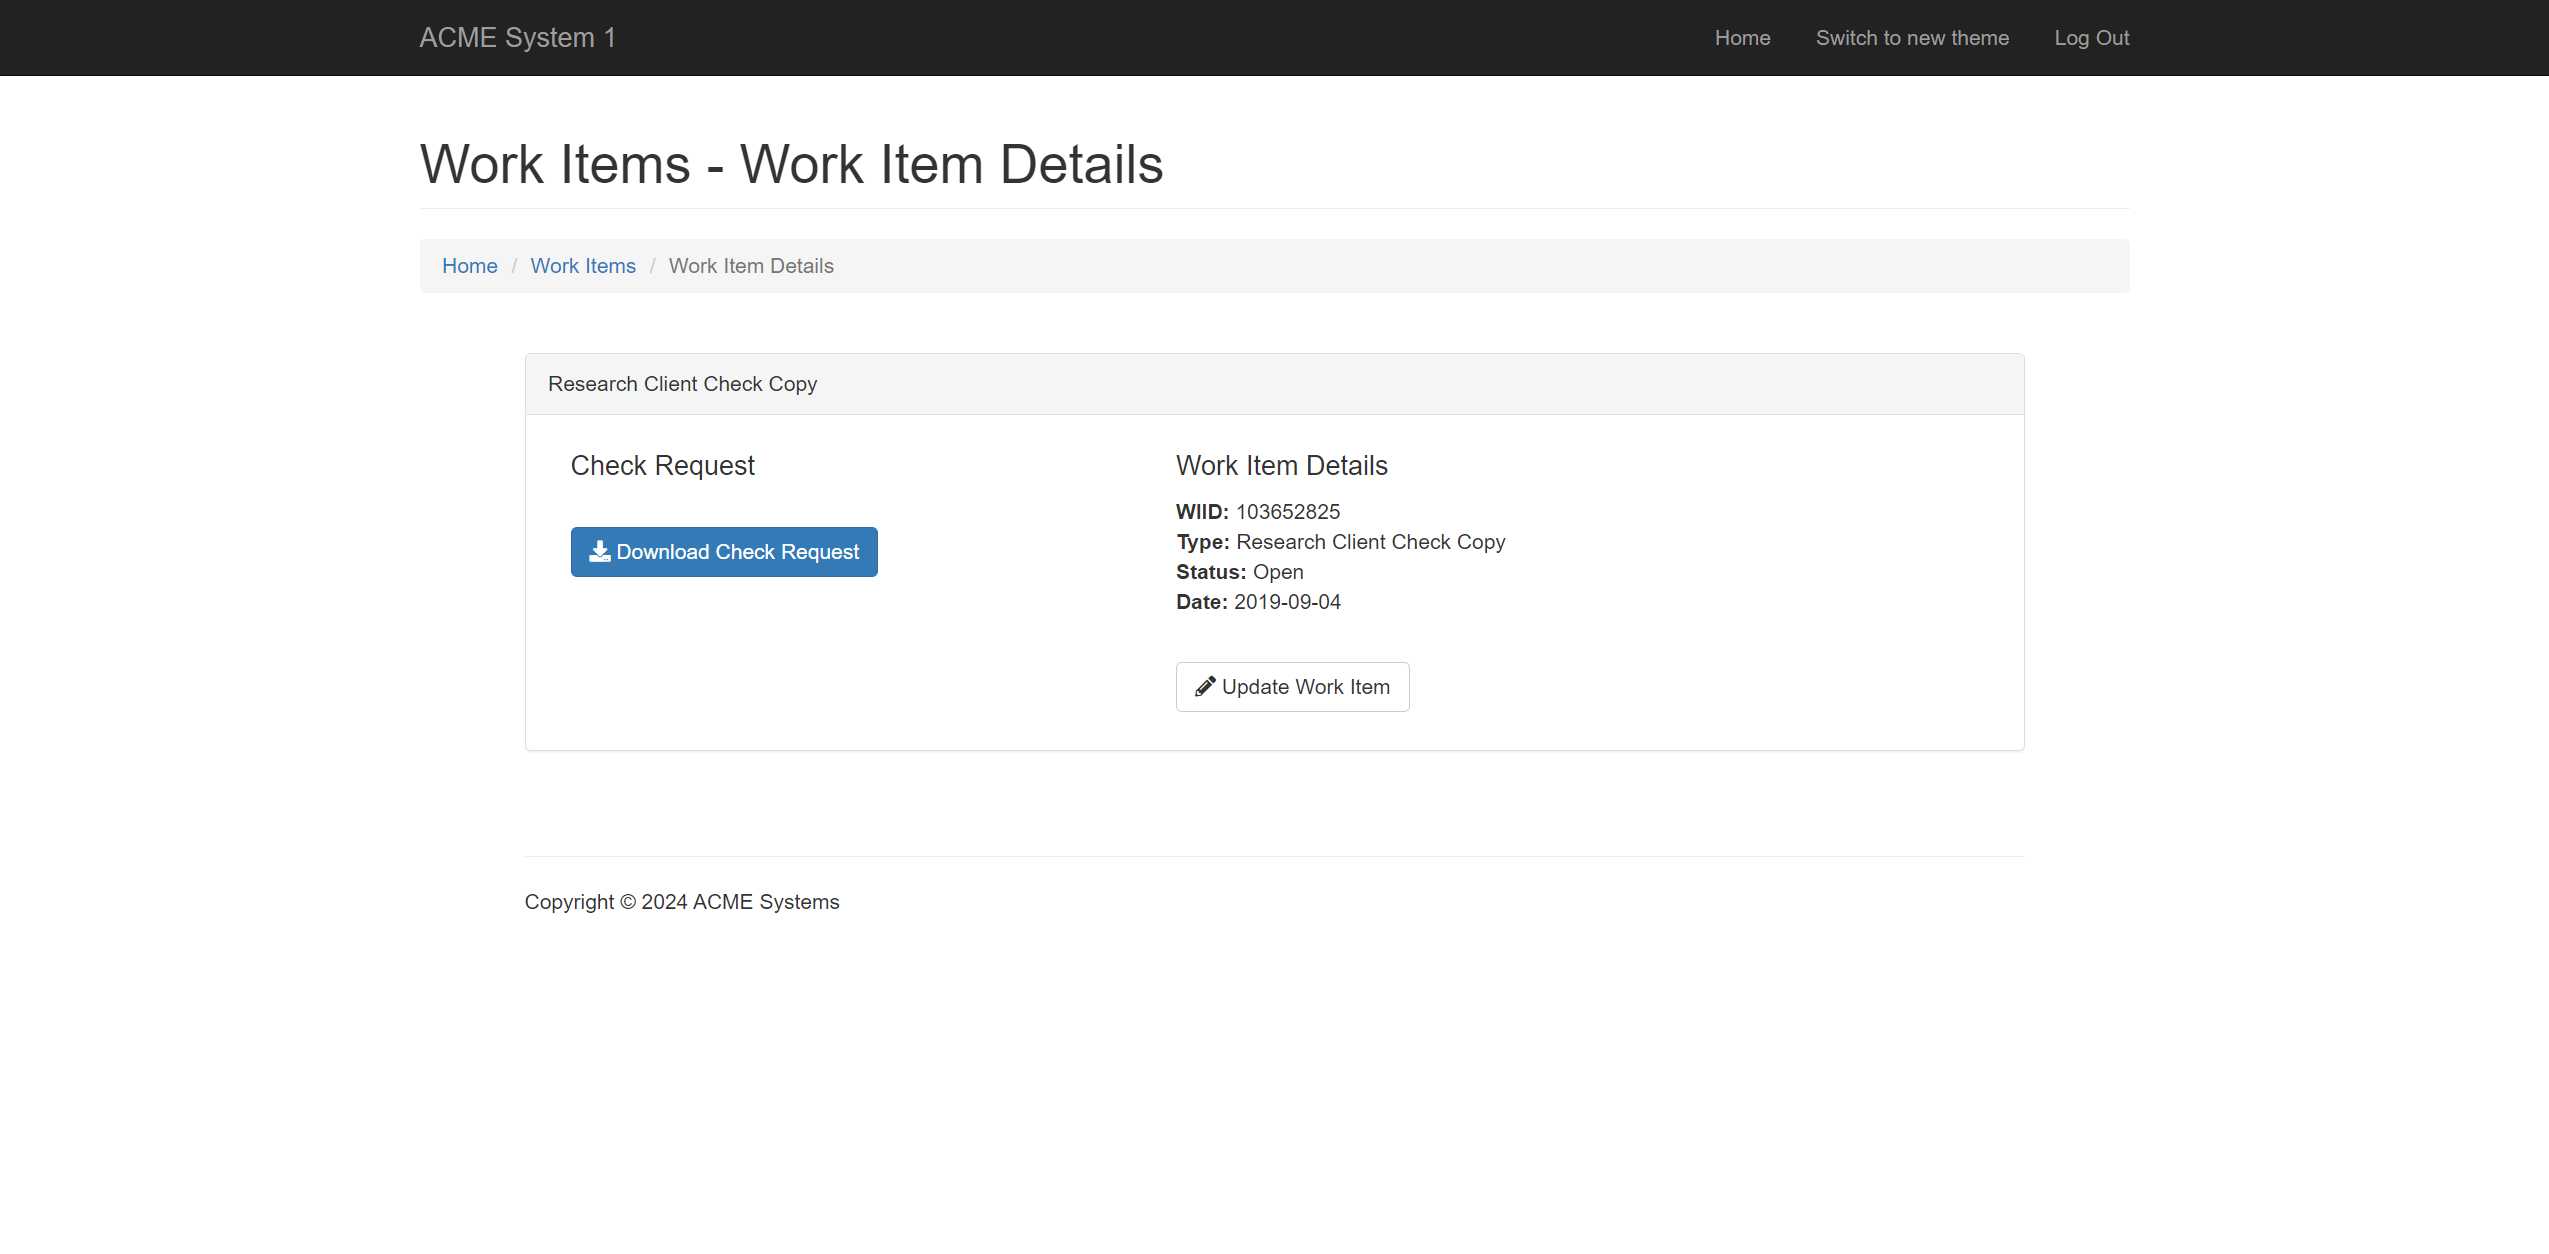 ACME System 1
Home
Switch to new theme
Log Out
Work Items - Work Item Details
Home / Work Items / Work Item Details
Research Client Check Copy
Check Request
Download Check Request
Work Item Details
WIID: 103652825
Type: Research Client Check Copy
Status: Open
Date: 2019-09-04
Update Work Item
Copyright © 2024 ACME Systems